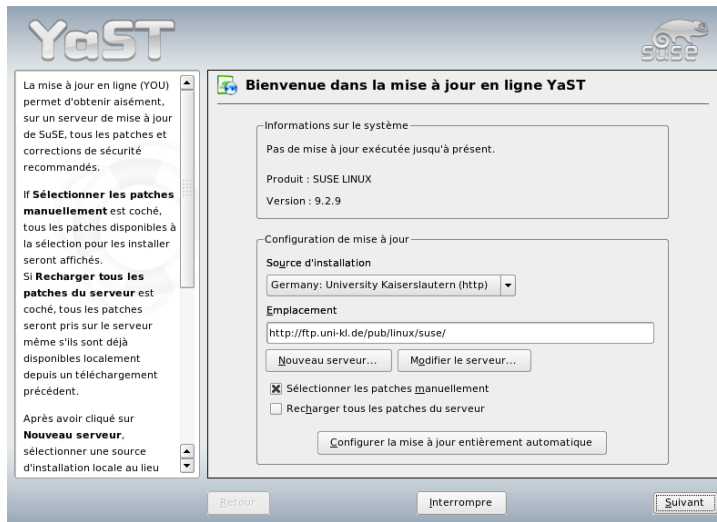 YaST
SUSE
La mise à jour en ligne (YOU)
permet d'obtenir aisément,
sur un serveur de mise à jour
de SuSE, tous les patches et
corrections de sécurité
recommandés.
If Sélectionner les patches
manuellement est coché,
tous les patches disponibles à
la sélection pour les installer
seront affichés.
Si Recharger tous les
patches du serveur est
coché, tous les patches
seront pris sur le serveur
même s'ils sont déjà
disponibles localement
depuis un téléchargement
précédent.
Après avoir cliqué sur
Nouveau serveur,
sélectionner une source
d'installation locale au lieu
Bienvenue dans la mise à jour en ligne YaST
Informations sur le système
Pas de mise à jour exécutée jusqu'à présent.
Produit : SUSE LINUX
Version : 9.2.9
Configuration de mise à jour
Source d'installation
Germany: University Kaiserslautern (http)
Emplacement
http://ftp.uni-kl.de/pub/linux/suse/
Nouveau serveur...
Modifier le serveur...
Sélectionner les patches manuellement
Recharger tous les patches du serveur
Configurer la mise à jour entièrement automatique
Retour
Interrompre
Suivant